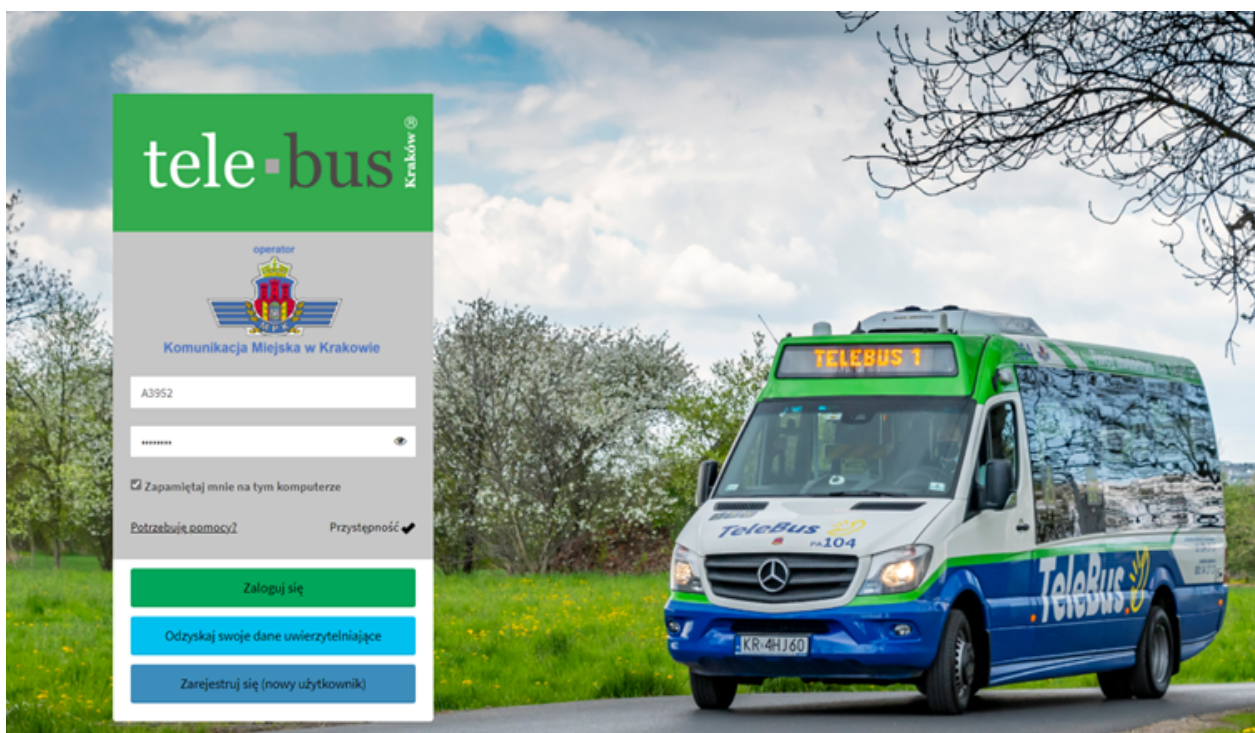 tele bus
Kraków ®
operator
MPK
Komunikacja Miejska w Krakowie
A3952
•••••••••
Zapamiętaj mnie na tym komputerze
Potrzebuję pomocy?
Przystępność
Zaloguj się
Odzyskaj swoje dane uwierzytelniające
Zarejestruj się (nowy użytkownik)
TELEBUS 1
TeleBus
PA104
KR 4HJ60
TeleBus